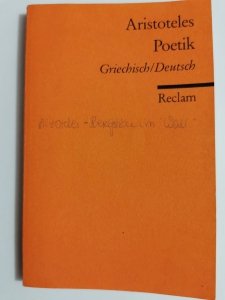 Aristoteles
Poetik
Griechisch/Deutsch
Reclam